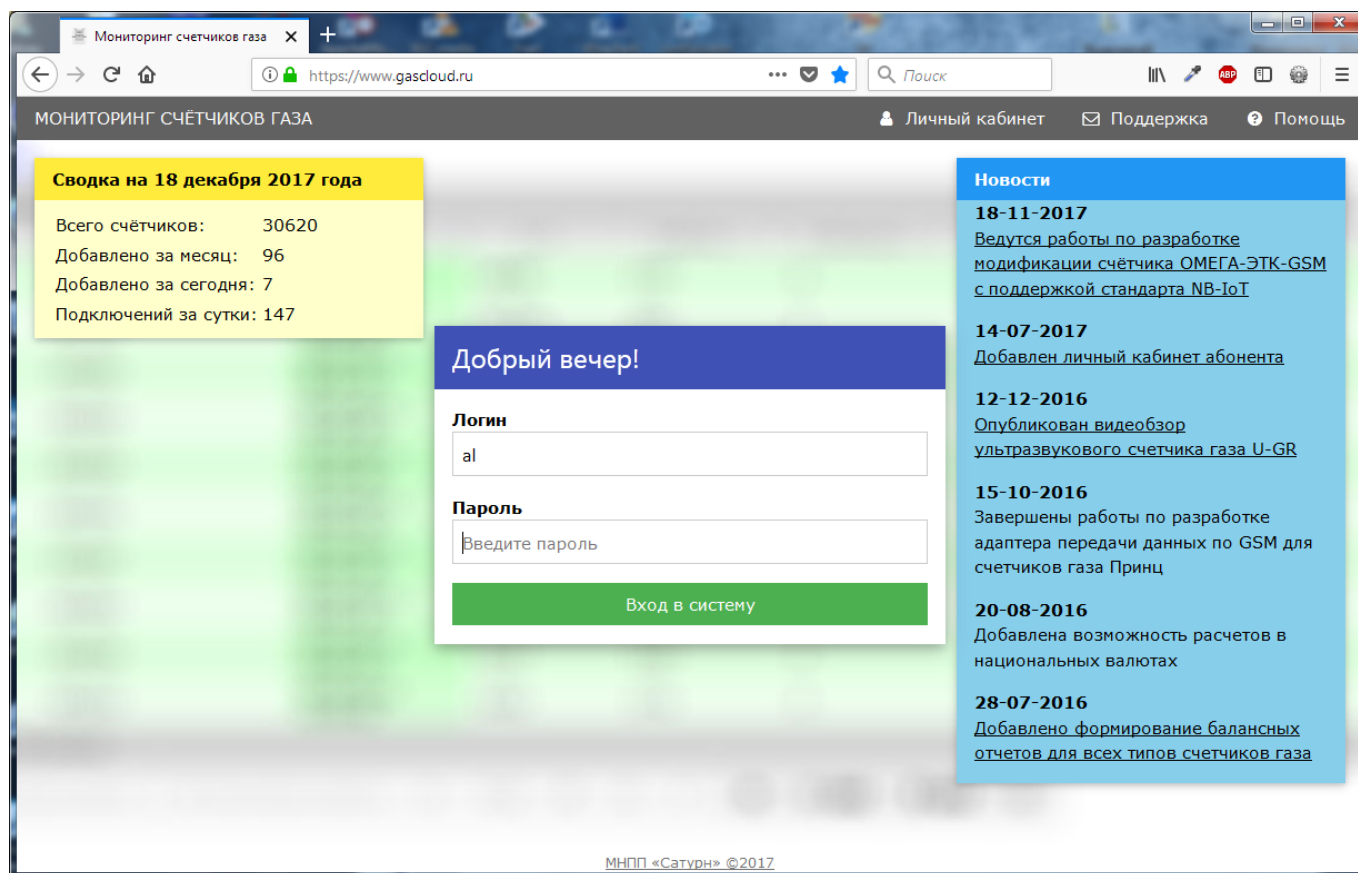 Мониторинг счетчиков газа
https://www.gascloud.ru
Поиск
ABP
МОНИТОРИНГ СЧЁТЧИКОВ ГАЗА
Личный кабинет
Поддержка
Помощь
Сводка на 18 декабря 2017 года
Всего счётчиков: 30620
Добавлено за месяц: 96
Добавлено за сегодня: 7
Подключений за сутки: 147
Добрый вечер!
Логин
al
Пароль
Введите пароль
Вход в систему
Новости
18-11-2017
Ведутся работы по разработке
модификации счётчика ОМЕГА-ЭТК-GSM
с поддержкой стандарта NB-IoT
14-07-2017
Добавлен личный кабинет абонента
12-12-2016
Опубликован видеобзор
ультразвукового счетчика газа U-GR
15-10-2016
Завершены работы по разработке
адаптера передачи данных по GSM для
счетчиков газа Принц
20-08-2016
Добавлена возможность расчетов в
национальных валютах
28-07-2016
Добавлено формирование балансных
отчетов для всех типов счетчиков газа
МНПП «Сатурн» ©2017